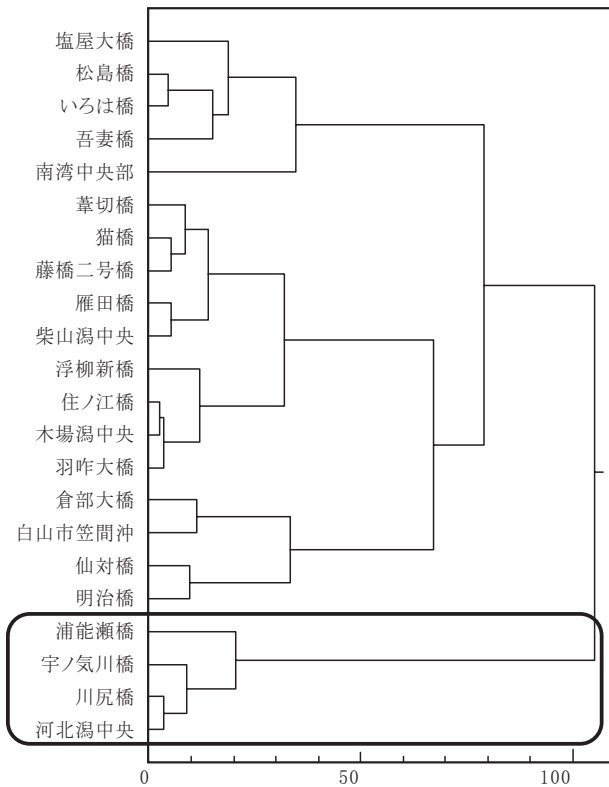 塩屋大橋
松島橋
いろは橋
吾妻橋
南湾中央部
葦切橋
猫橋
藤橋二号橋
雁田橋
柴山潟中央
浮柳新橋
住ノ江橋
木場潟中央
羽咋大橋
倉部大橋
白山市笠間沖
仙対橋
明治橋
浦能瀬橋
宇ノ気川橋
川尻橋
河北潟中央
0 50 100